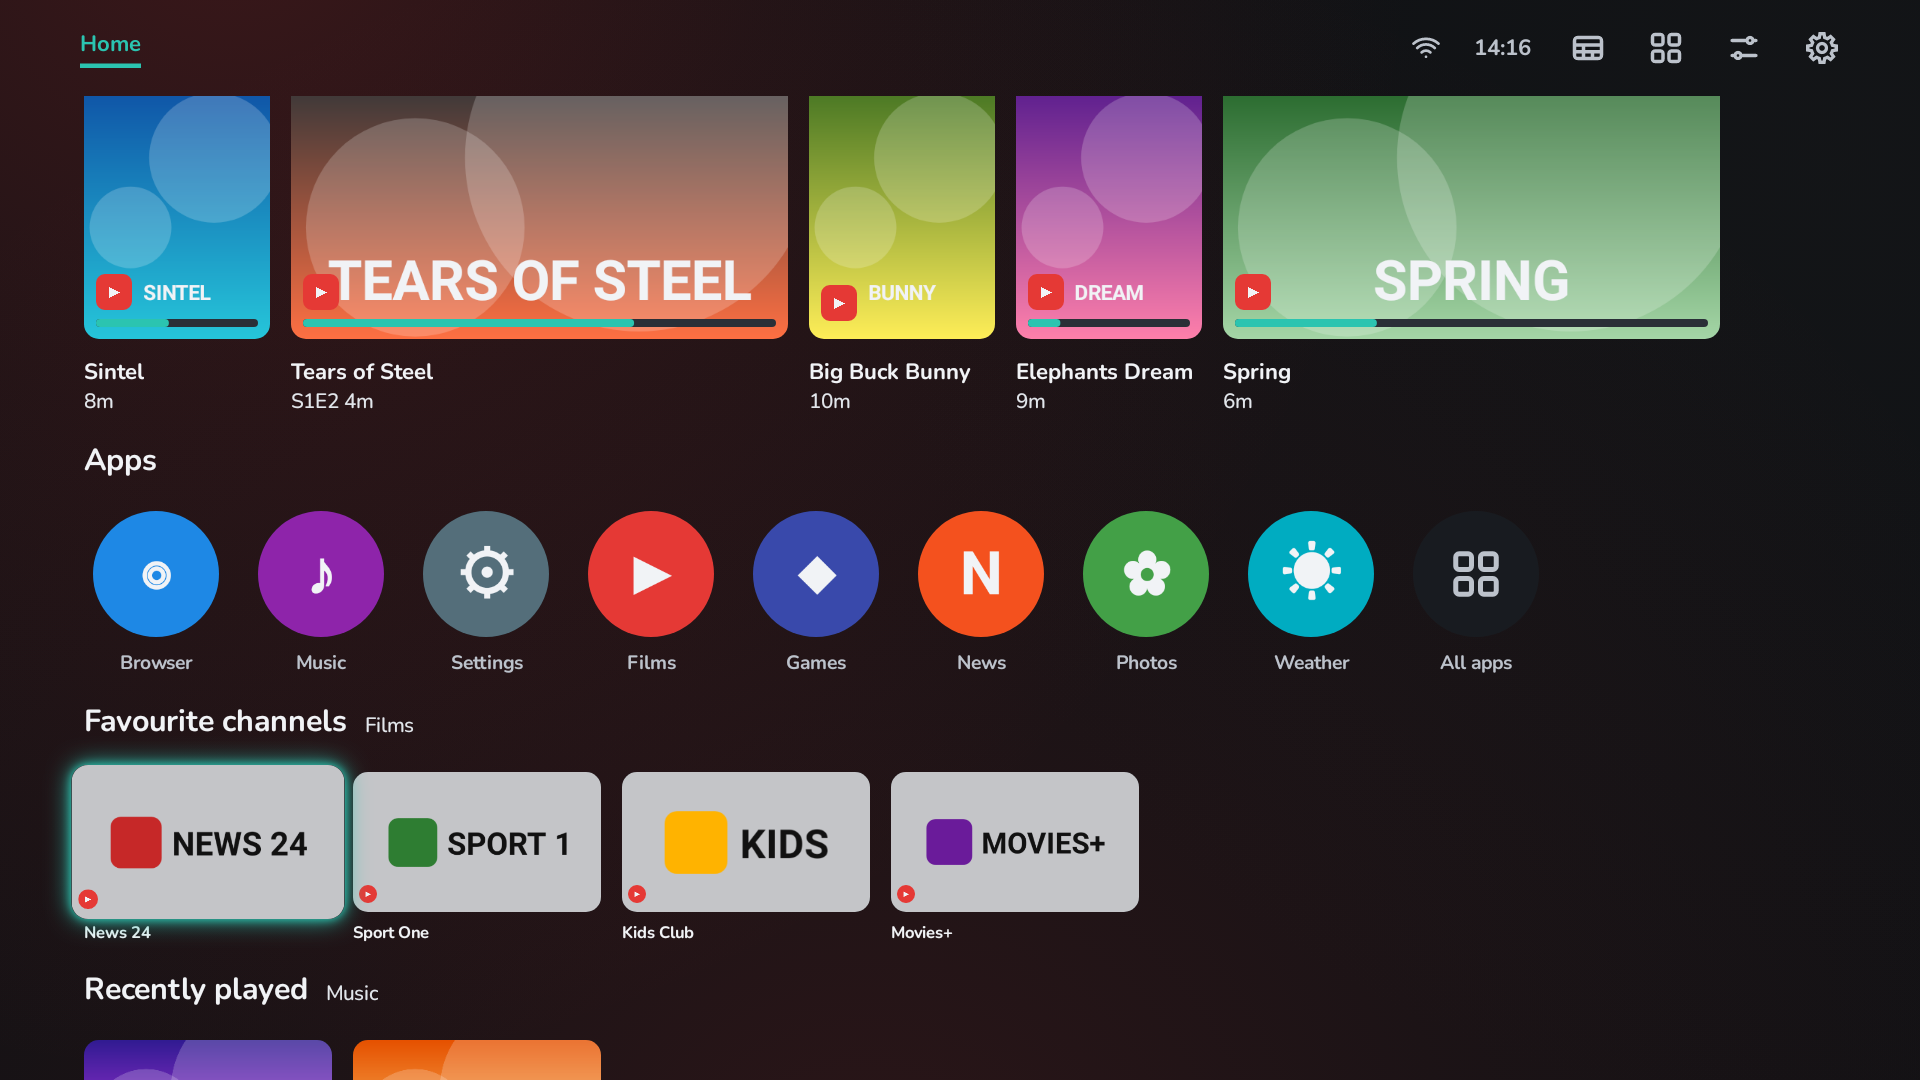 Home
14:16
SINTEL
TEARS OF STEEL
BUNNY
DREAM
SPRING
Sintel
8m
Tears of Steel
S1E2 4m
Big Buck Bunny
10m
Elephants Dream
9m
Spring
6m
Apps
N
Browser
Music
Settings
Films
Games
News
Photos
Weather
All apps
Favourite channels Films
NEWS 24
SPORT 1
KIDS
MOVIES+
News 24
Sport One
Kids Club
Movies+
Recently played Music